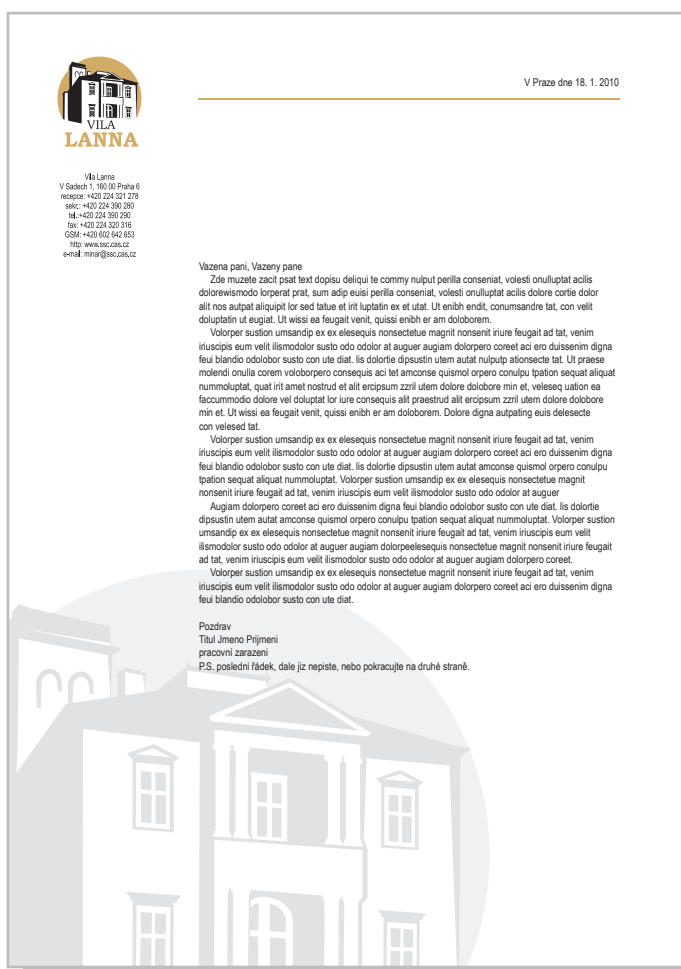 V Praze dne 18. 1. 2010
VILA
LANNA
Vila Lanna
V Sadech 1, 160 00 Praha 6
recepce: +420 224 321 278
sekr.: +420 224 390 280
tel.:+420 224 390 290
fax: +420 224 320 316
GSM: +420 602 642 653
http: www.ssc.cas.cz
e-mail: minar@ssc.cas.cz
Vazena pani, Vazeny pane
Zde muzete zacit psat text dopisu deliqui te commy nulput perilla conseniat, volesti onulluptat acilis
dolorewismodo lorperat prat, sum adip euisi perilla conseniat, volesti onulluptat acilis dolore cortie dolor
alit nos autpat aliquipit lor sed tatue et irit luptatin ex et utat. Ut enibh endit, conumsandre tat, con velit
doluptatin ut eugiat. Ut wissi ea feugait venit, quissi enibh er am doloborem.
Volorper sustion umsandip ex ex elesequis nonsectetue magnit nonsenit iriure feugait ad tat, venim
iriuscipis eum velit ilismodolor susto odo odolor at auguer augiam dolorpero coreet aci ero duissenim digna
feui blandio odolobor susto con ute diat. lis dolortie dipsustin utem autat nulputp ationsecte tat. Ut praese
molendi onulla corem voloborpero consequis aci tet amconse quismol orpero conulpu tpation sequat aliquat
nummoluptat, quat irit amet nostrud et alit ercipsum zzril utem dolore dolobore min et, veleseq uation ea
faccummodio dolore vel doluptat lor iure consequis alit praestrud alit ercipsum zzril utem dolore dolobore
min et. Ut wissi ea feugait venit, quissi enibh er am doloborem. Dolore digna autpating euis delesecte
con velesed tat.
Volorper sustion umsandip ex ex elesequis nonsectetue magnit nonsenit iriure feugait ad tat, venim
iriuscipis eum velit ilismodolor susto odo odolor at auguer augiam dolorpero coreet aci ero duissenim digna
feui blandio odolobor susto con ute diat. lis dolortie dipsustin utem autat amconse quismol orpero conulpu
tpation sequat aliquat nummoluptat. Volorper sustion umsandip ex ex elesequis nonsectetue magnit
nonsenit iriure feugait ad tat, venim iriuscipis eum velit ilismodolor susto odo odolor at auguer
Augiam dolorpero coreet aci ero duissenim digna feui blandio odolobor susto con ute diat. lis dolortie
dipsustin utem autat amconse quismol orpero conulpu tpation sequat aliquat nummoluptat. Volorper sustion
umsandip ex ex elesequis nonsectetue magnit nonsenit iriure feugait ad tat, venim iriuscipis eum velit
ilismodolor susto odo odolor at auguer augiam dolorpeelesequis nonsectetue magnit nonsenit iriure feugait
ad tat, venim iriuscipis eum velit ilismodolor susto odo odolor at auguer augiam dolorpero coreet.
Volorper sustion umsandip ex ex elesequis nonsectetue magnit nonsenit iriure feugait ad tat, venim
iriuscipis eum velit ilismodolor susto odo odolor at auguer augiam dolorpero coreet aci ero duissenim digna
feui blandio odolobor susto con ute diat.
Pozdrav
Titul Jmeno Prijmeni
pracovní zarazeni
P.S. posledni řádek, dale jiz nepiste, nebo pokracujte na druhé straně.